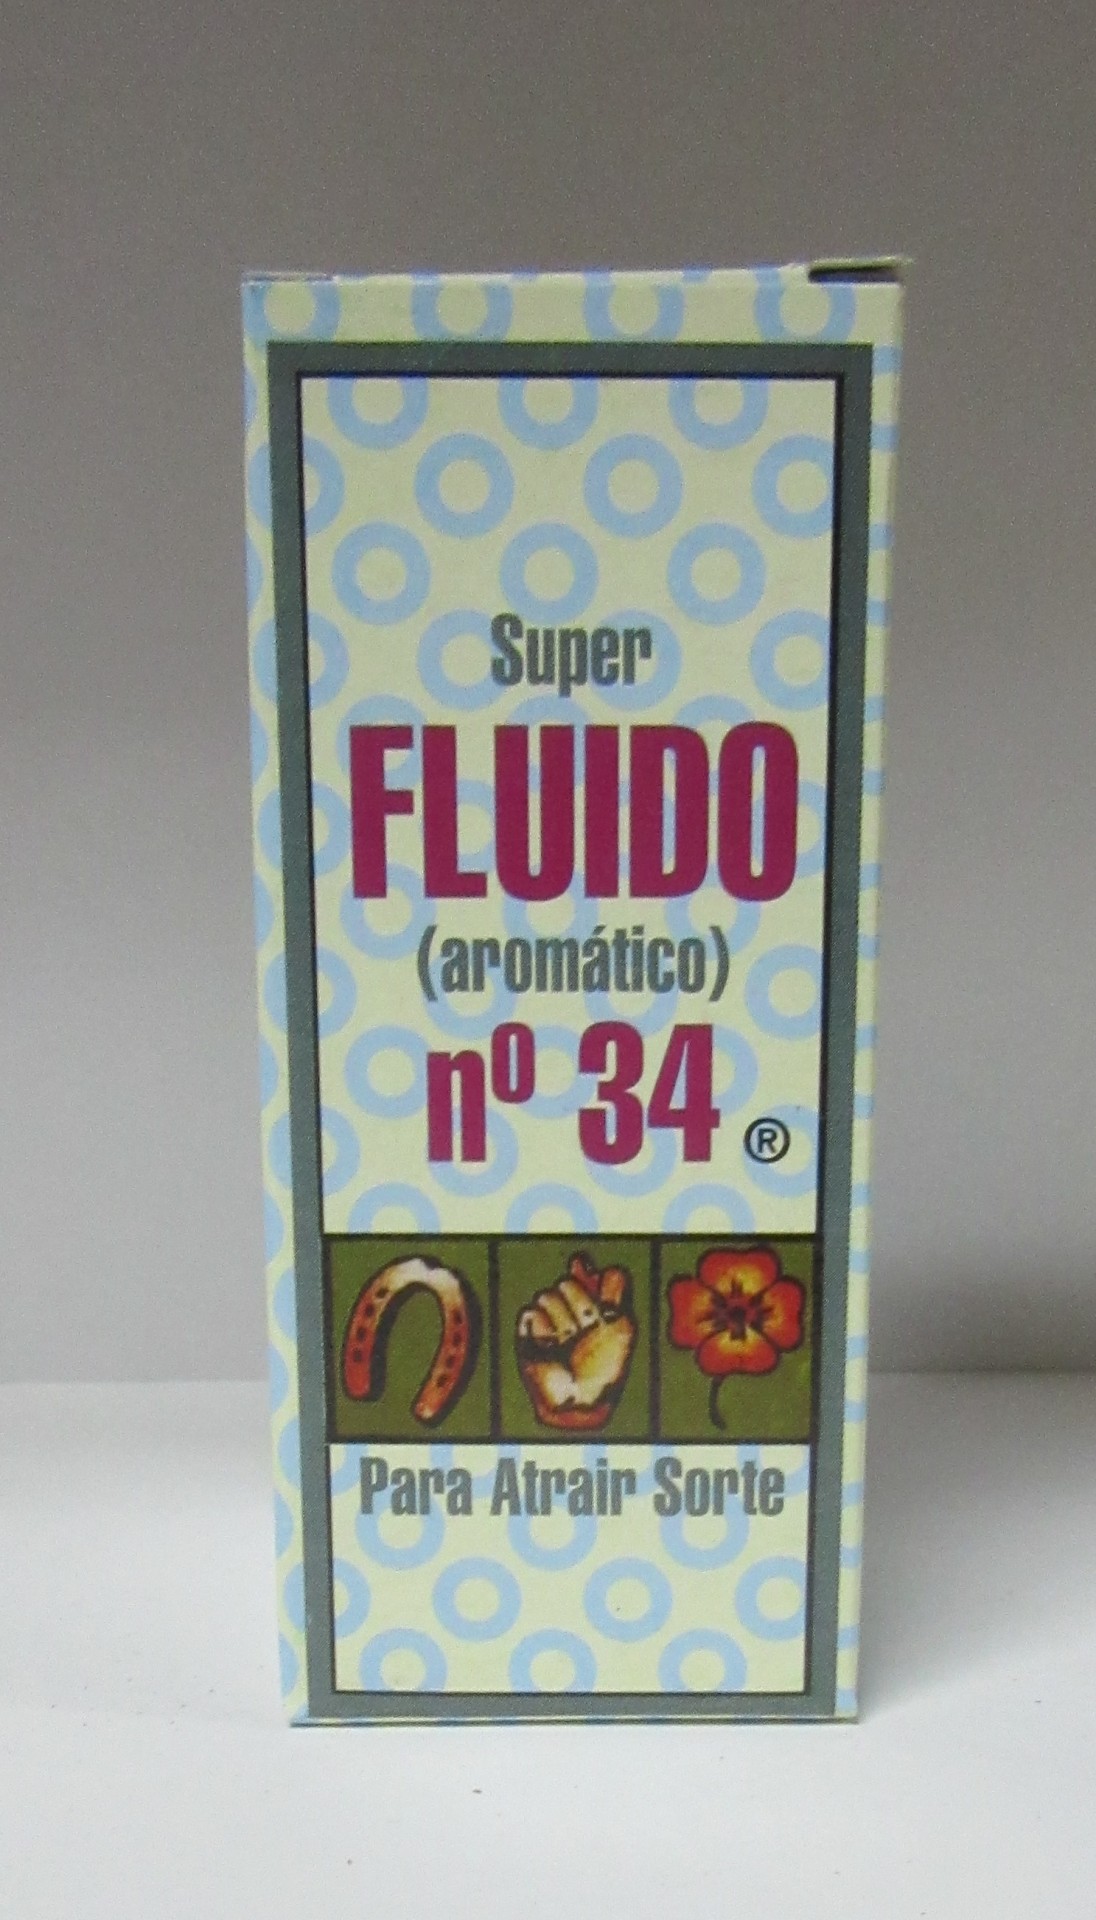 Super
FLUIDO
(aromático)
nº 34 ®
Para Atrair Sorte